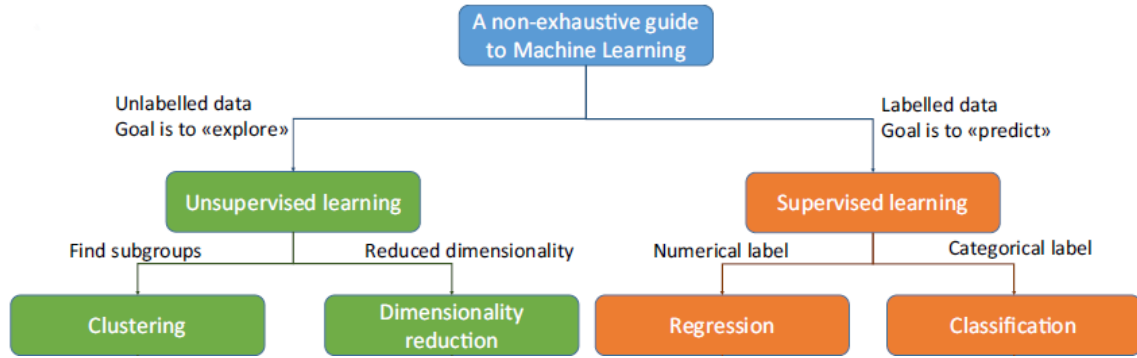 A non-exhaustive guide
to Machine Learning
Unlabelled data
Goal is to «explore»
Labelled data
Goal is to «predict»
Unsupervised learning
Supervised learning
Find subgroups
Reduced dimensionality
Numerical label
Categorical label
Clustering
Dimensionality
reduction
Regression
Classification